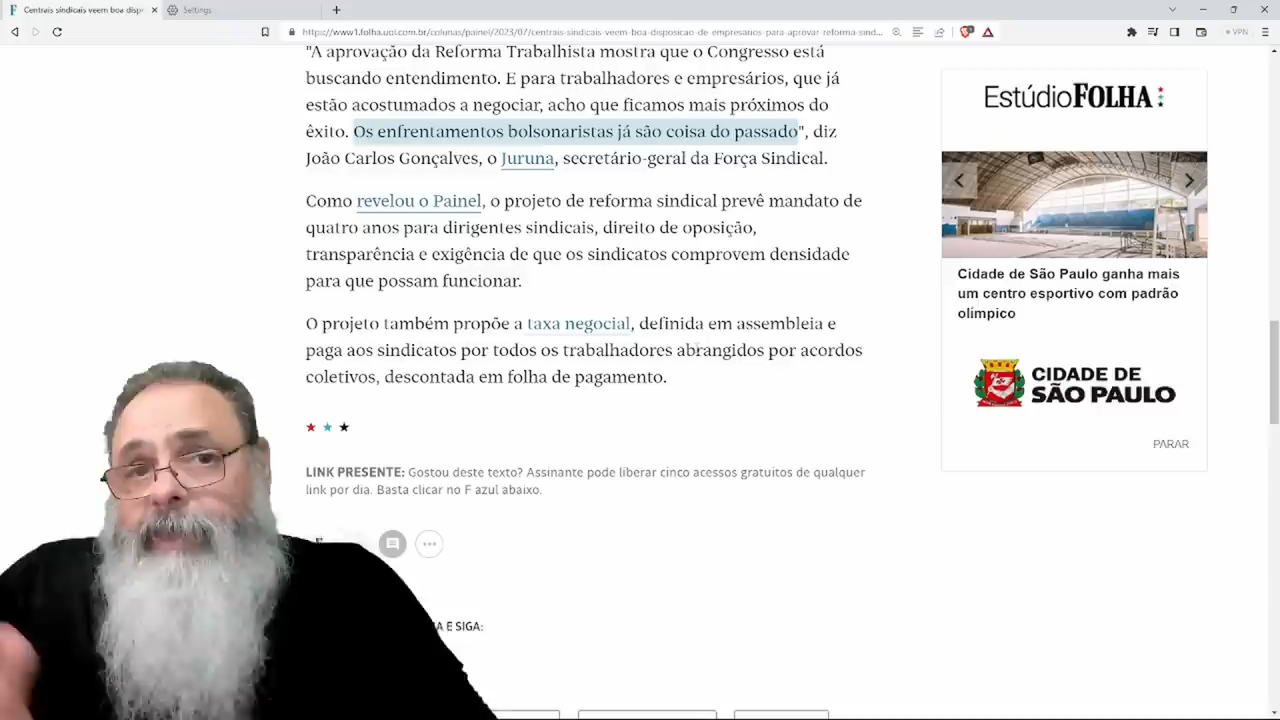 Centrais sindicais veem boa disp
Settings
https://www1.folha.uol.com.br/colunas/painel/2023/07/centrais-sindicais-veem-boa-disposicao-de-empresarios-para-aprovar-reforma-sind...
VPN
"A aprovação da Reforma Trabalhista mostra que o Congresso está
buscando entendimento. E para trabalhadores e empresários, que já
estão acostumados a negociar, acho que ficamos mais próximos do
êxito. Os enfrentamentos bolsonaristas já são coisa do passado", diz
João Carlos Gonçalves, o Juruna, secretário-geral da Força Sindical.
Como revelou o Painel, o projeto de reforma sindical prevê mandato de
quatro anos para dirigentes sindicais, direito de oposição,
transparência e exigência de que os sindicatos comprovem densidade
para que possam funcionar.
O projeto também propõe a taxa negocial, definida em assembleia e
paga aos sindicatos por todos os trabalhadores abrangidos por acordos
coletivos, descontada em folha de pagamento.
LINK PRESENTE: Gostou deste texto? Assinante pode liberar cinco acessos gratuitos de qualquer
link por dia. Basta clicar no F azul abaixo.
E SIGA:
EstúdioFOLHA
Cidade de São Paulo ganha mais
um centro esportivo com padrão
olímpico
CIDADE DE
SÃO PAULO
PARAR